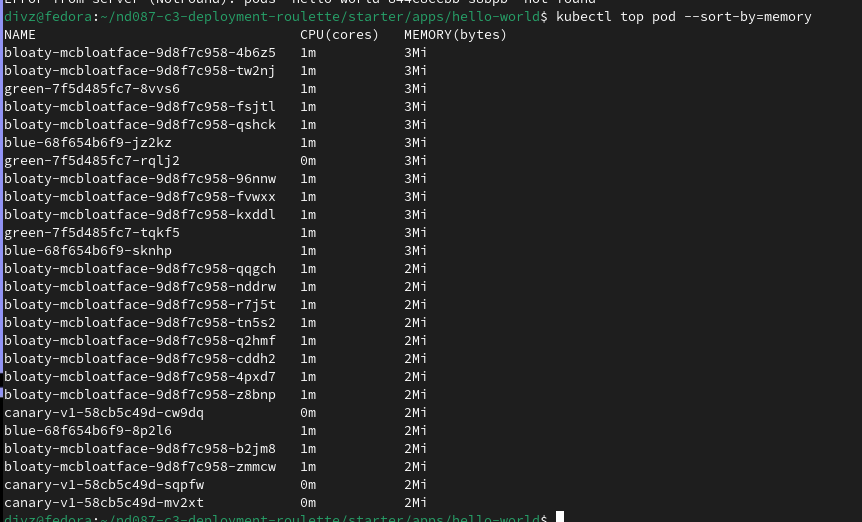 divz@fedora:~/nd087-c3-deployment-roulette/starter/apps/hello-world$ kubectl top pod --sort-by=memory
NAME CPU(cores) MEMORY(bytes)
bloaty-mcbloatface-9d8f7c958-4b6z5 1m 3Mi
bloaty-mcbloatface-9d8f7c958-tw2nj 1m 3Mi
green-7f5d485fc7-8vvs6 1m 3Mi
bloaty-mcbloatface-9d8f7c958-fsjtl 1m 3Mi
bloaty-mcbloatface-9d8f7c958-qshck 1m 3Mi
blue-68f654b6f9-jz2kz 1m 3Mi
green-7f5d485fc7-rqlj2 0m 3Mi
bloaty-mcbloatface-9d8f7c958-96nnw 1m 3Mi
bloaty-mcbloatface-9d8f7c958-fvwxx 1m 3Mi
bloaty-mcbloatface-9d8f7c958-kxddl 1m 3Mi
green-7f5d485fc7-tqkf5 1m 3Mi
blue-68f654b6f9-sknhp 1m 3Mi
bloaty-mcbloatface-9d8f7c958-qqgch 1m 2Mi
bloaty-mcbloatface-9d8f7c958-nddrw 1m 2Mi
bloaty-mcbloatface-9d8f7c958-r7j5t 1m 2Mi
bloaty-mcbloatface-9d8f7c958-tn5s2 1m 2Mi
bloaty-mcbloatface-9d8f7c958-q2hmf 1m 2Mi
bloaty-mcbloatface-9d8f7c958-cddh2 1m 2Mi
bloaty-mcbloatface-9d8f7c958-4pxd7 1m 2Mi
bloaty-mcbloatface-9d8f7c958-z8bnp 1m 2Mi
canary-v1-58cb5c49d-cw9dq 0m 2Mi
blue-68f654b6f9-8p2l6 1m 2Mi
bloaty-mcbloatface-9d8f7c958-b2jm8 1m 2Mi
bloaty-mcbloatface-9d8f7c958-zmmcw 1m 2Mi
canary-v1-58cb5c49d-sqpfw 0m 2Mi
canary-v1-58cb5c49d-mv2xt 0m 2Mi
divz@fedora:~/nd087-c3-deployment-roulette/starter/apps/hello-world$